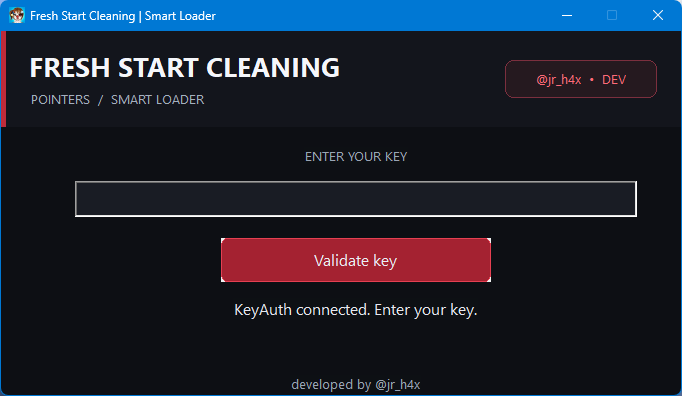 Fresh Start Cleaning | Smart Loader
FRESH START CLEANING
POINTERS / SMART LOADER
@jr_h4x • DEV
ENTER YOUR KEY
Validate key
KeyAuth connected. Enter your key.
developed by @jr_h4x